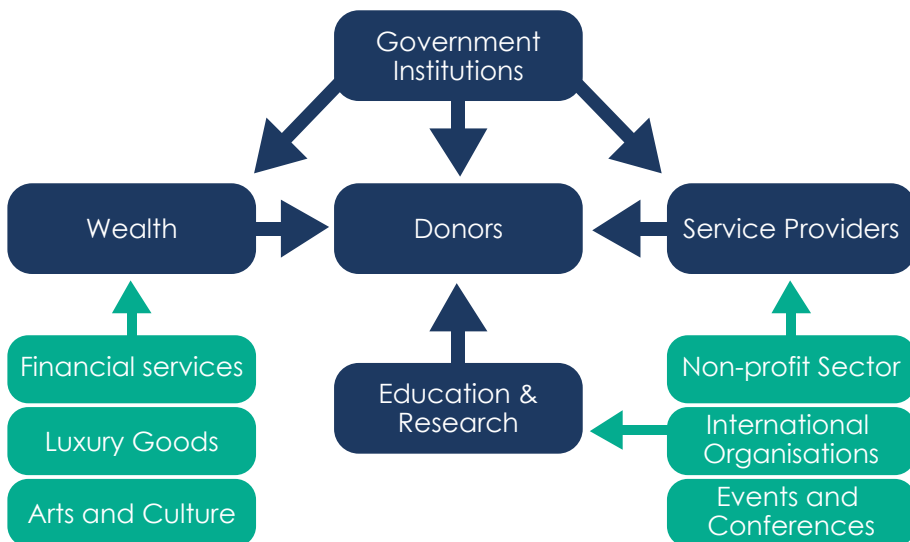 Government
Institutions
Wealth
Donors
Service Providers
Financial services
Luxury Goods
Arts and Culture
Education &
Research
Non-profit Sector
International
Organisations
Events and
Conferences